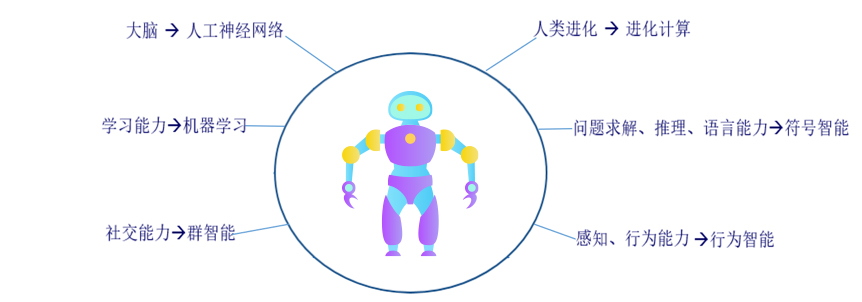 大脑 → 人工神经网络
人类进化 → 进化计算
学习能力→机器学习
问题求解、推理、语言能力→符号智能
社交能力→群智能
感知、行为能力→行为智能